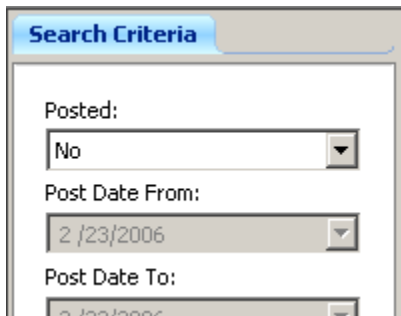 Search Criteria
Posted:
No
Post Date From:
2 /23/2006
Post Date To: